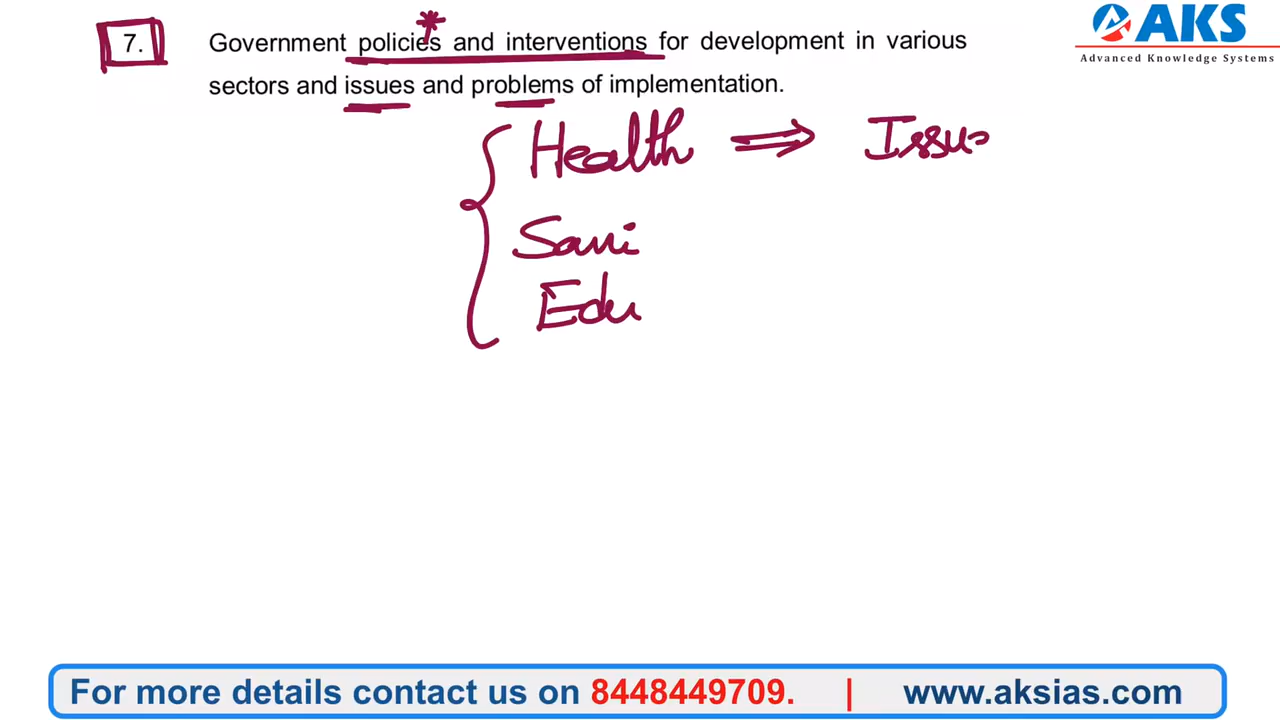 7. Government policies and interventions for development in various
sectors and issues and problems of implementation.
AKS
Advanced Knowledge Systems
Health ⇒ Issus
Sani
Edu
For more details contact us on 8448449709. | www.aksias.com